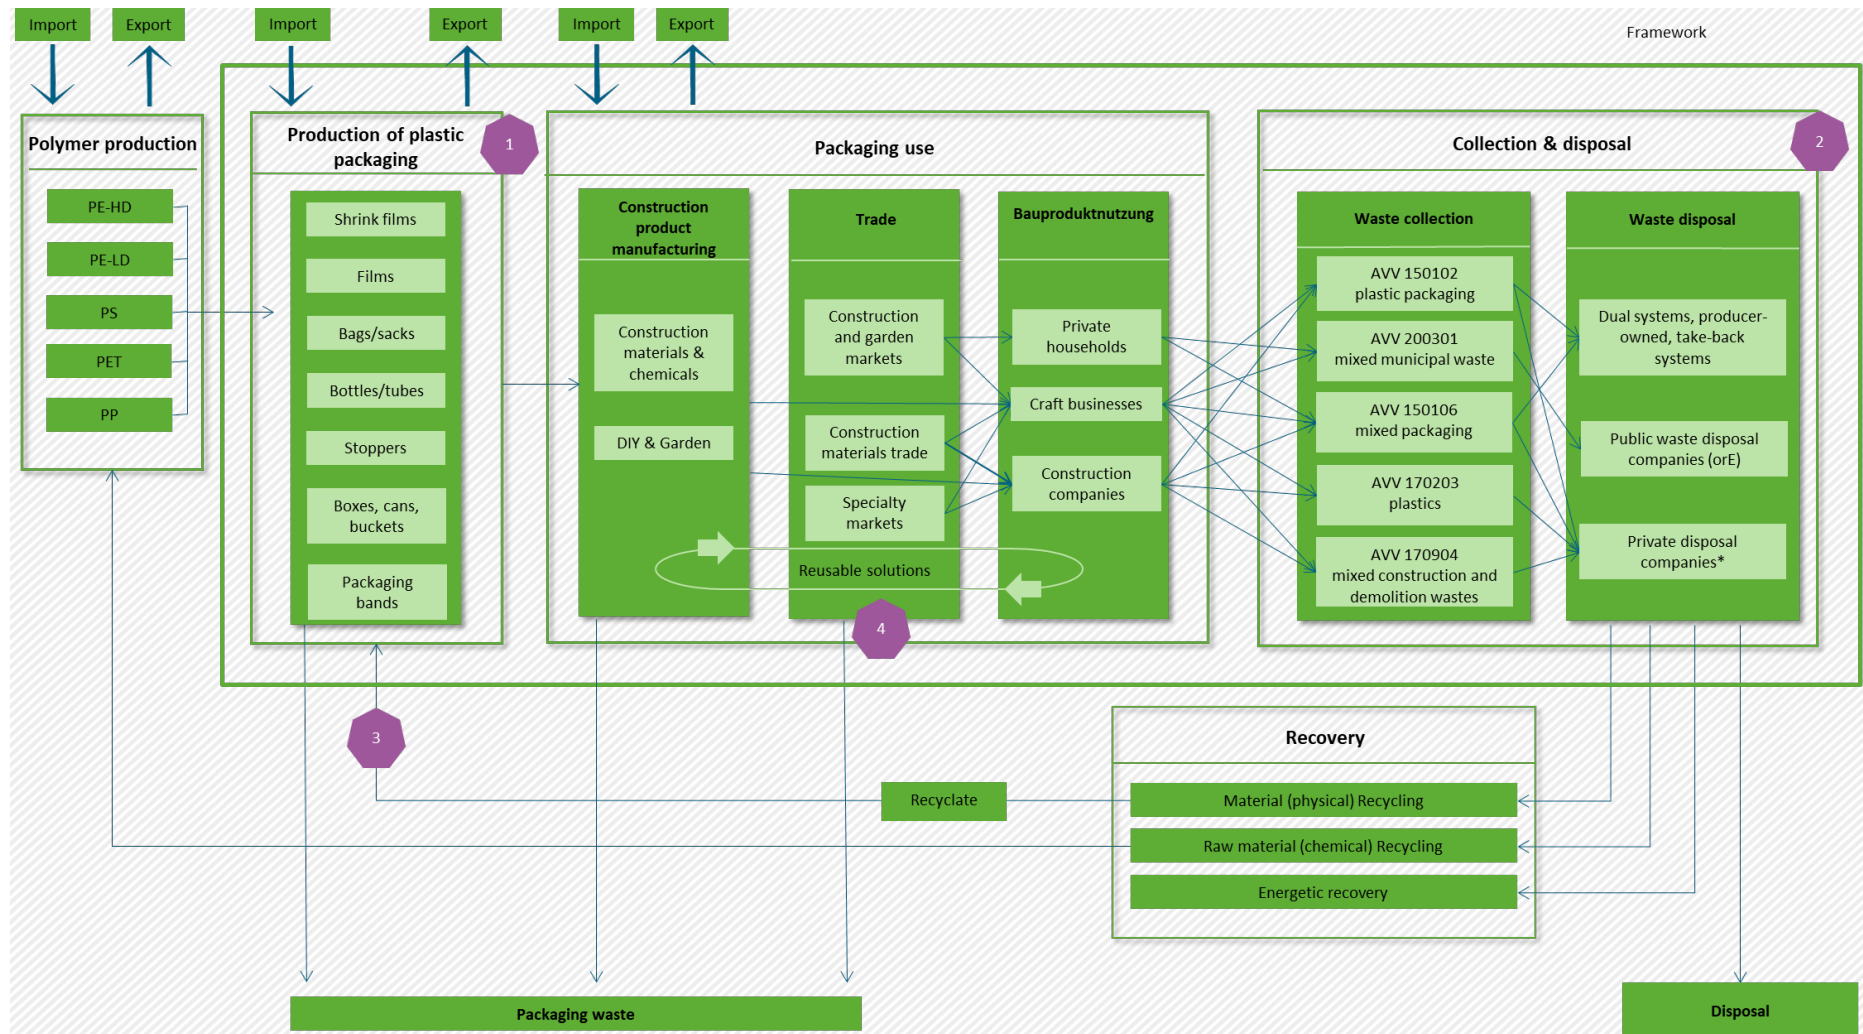 Import
Export
Import
Export
Import
Export
Framework
Polymer production
PE-HD
PE-LD
PS
PET
PP
Production of plastic
packaging
1
Shrink films
Films
Bags/sacks
Bottles/tubes
Stoppers
Boxes, cans,
buckets
Packaging
bands
Packaging use
Construction
product
manufacturing
Construction
materials &
chemicals
DIY & Garden
Trade
Construction
and garden
markets
Construction
materials trade
Specialty
markets
Bauproduktnutzung
Private
households
Craft businesses
Construction
companies
Reusable solutions
4
Collection & disposal
2
Waste collection
AVV 150102
plastic packaging
AVV 200301
mixed municipal waste
AVV 150106
mixed packaging
AVV 170203
plastics
AVV 170904
mixed construction and
demolition wastes
Waste disposal
Dual systems, producer-
owned, take-back
systems
Public waste disposal
companies (orE)
Private disposal
companies*
3
Recyclate
Recovery
Material (physical) Recycling
Raw material (chemical) Recycling
Energetic recovery
Packaging waste
Disposal